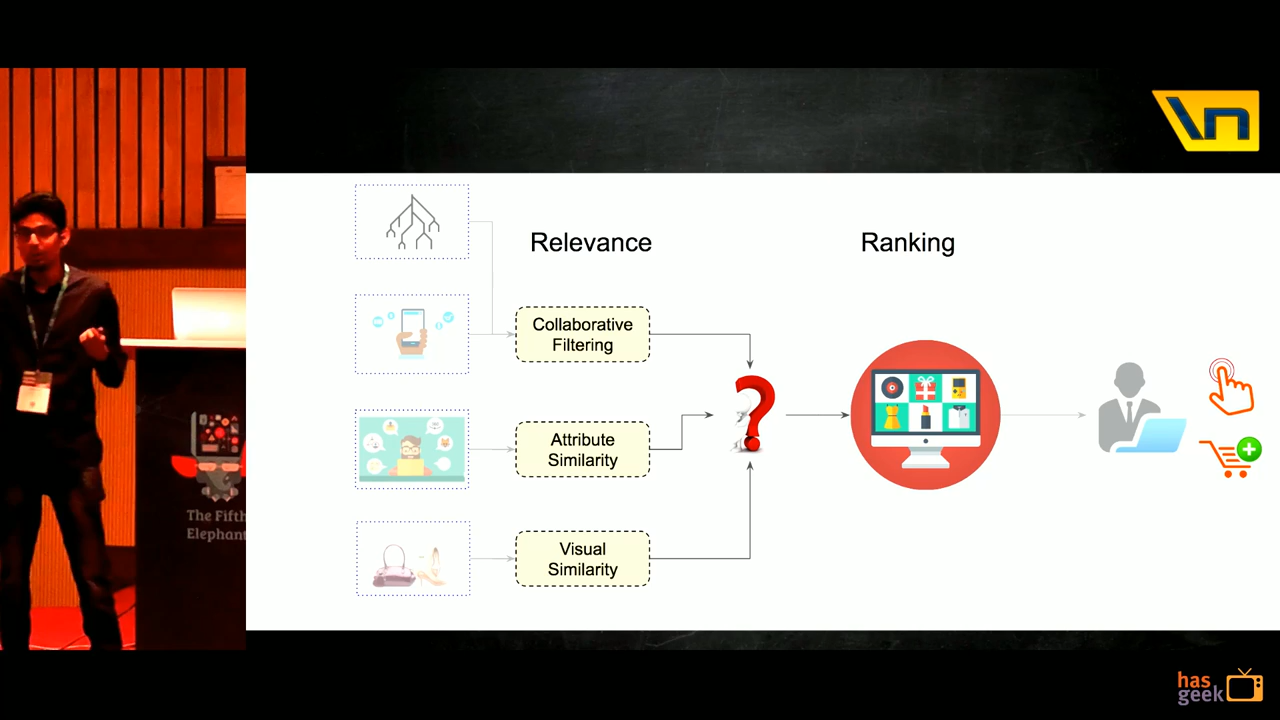 \n
Relevance
Ranking
Collaborative
Filtering
Attribute
Similarity
Visual
Similarity
The Fifth
Elephant
has
geek